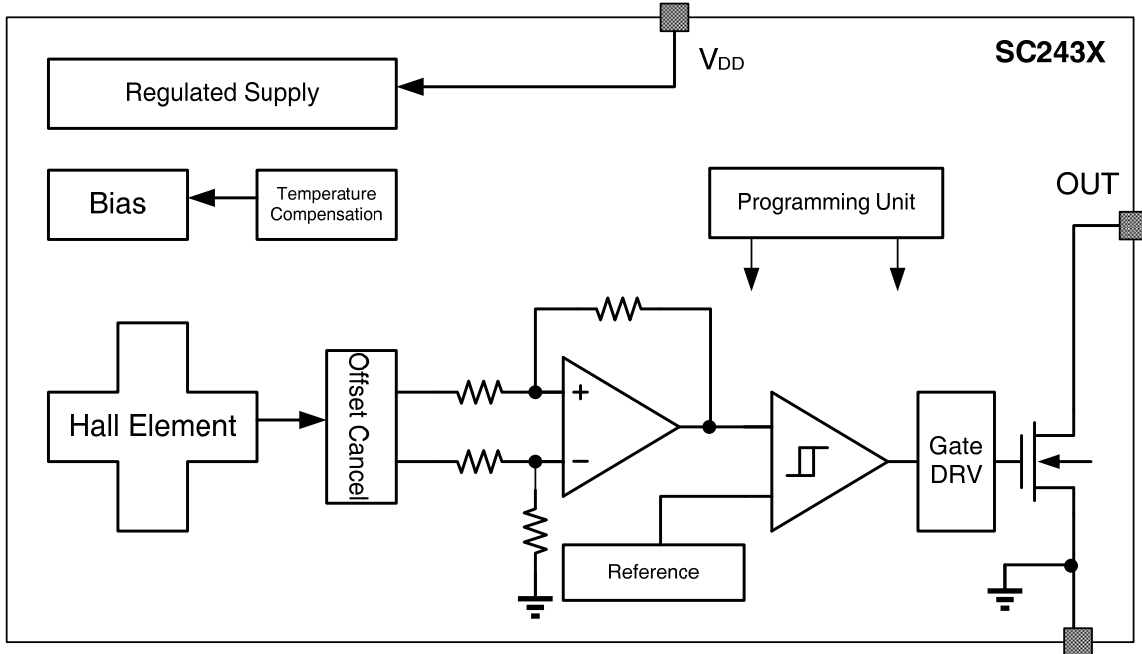 SC243X
VDD
Regulated Supply
Bias
Temperature
Compensation
Programming Unit
OUT
Hall Element
Offset Cancel
+
−
Gate
DRV
Reference